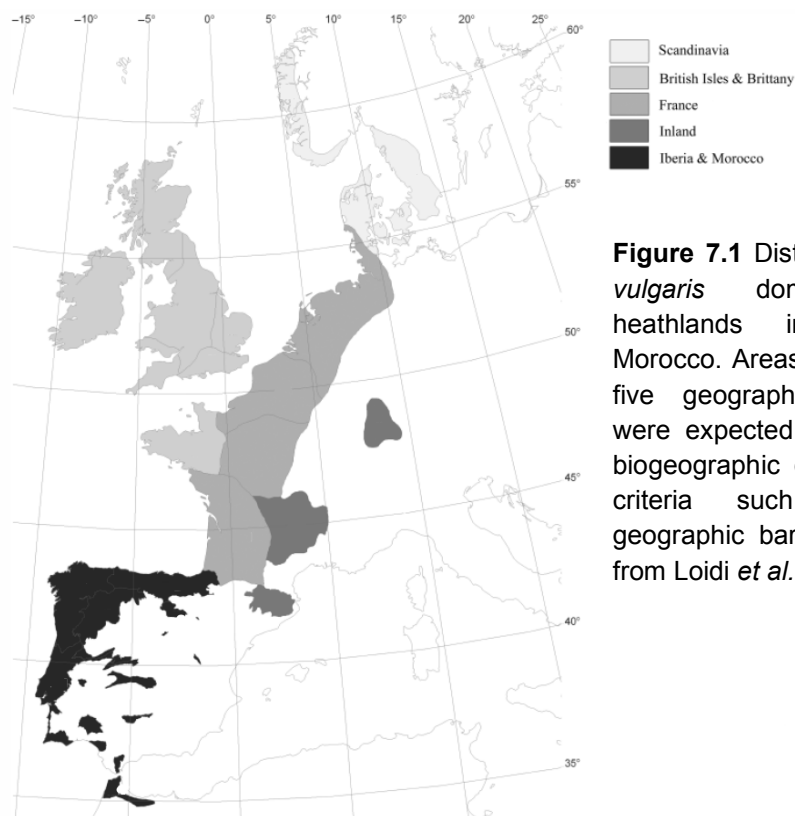 −15° −10° −5° 0° 5° 10° 15° 20° 25°
60°
55°
50°
45°
40°
35°
Scandinavia
British Isles & Brittany
France
Inland
Iberia & Morocco
Figure 7.1 Dist
vulgaris dom
heathlands in
Morocco. Areas
five geograph
were expected
biogeographic
criteria such
geographic bar
from Loidi et al.